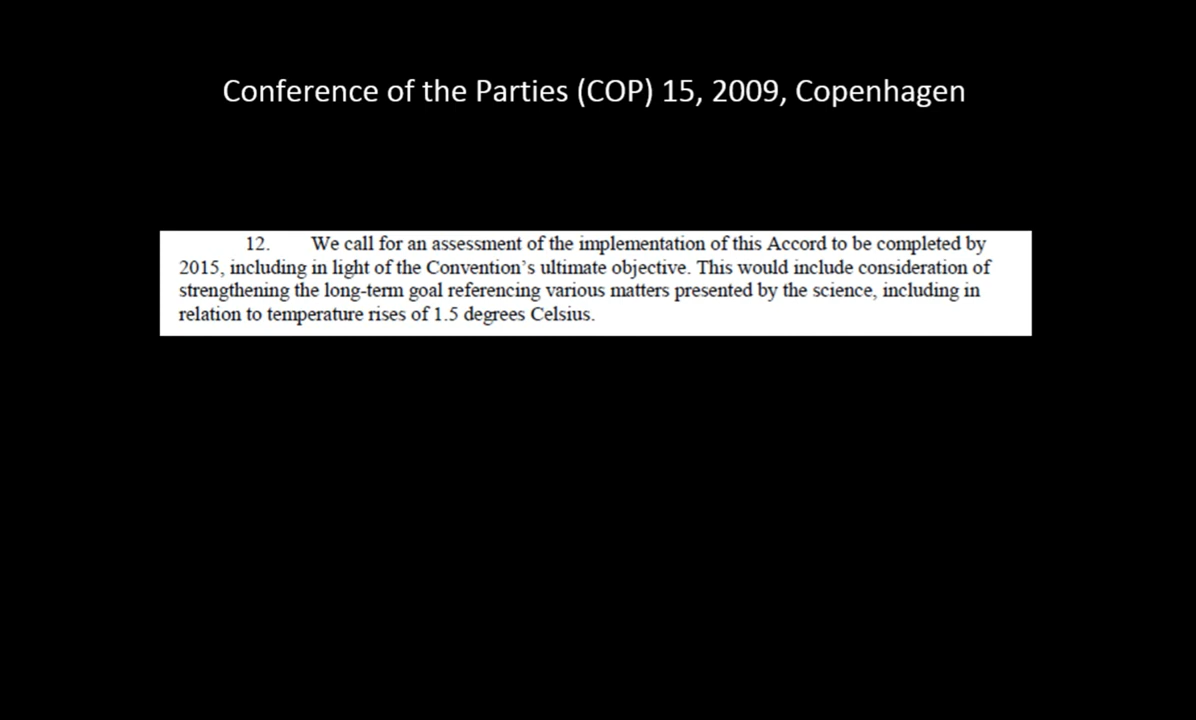 Conference of the Parties (COP) 15, 2009, Copenhagen
12. We call for an assessment of the implementation of this Accord to be completed by
2015, including in light of the Convention’s ultimate objective. This would include consideration of
strengthening the long-term goal referencing various matters presented by the science, including in
relation to temperature rises of 1.5 degrees Celsius.